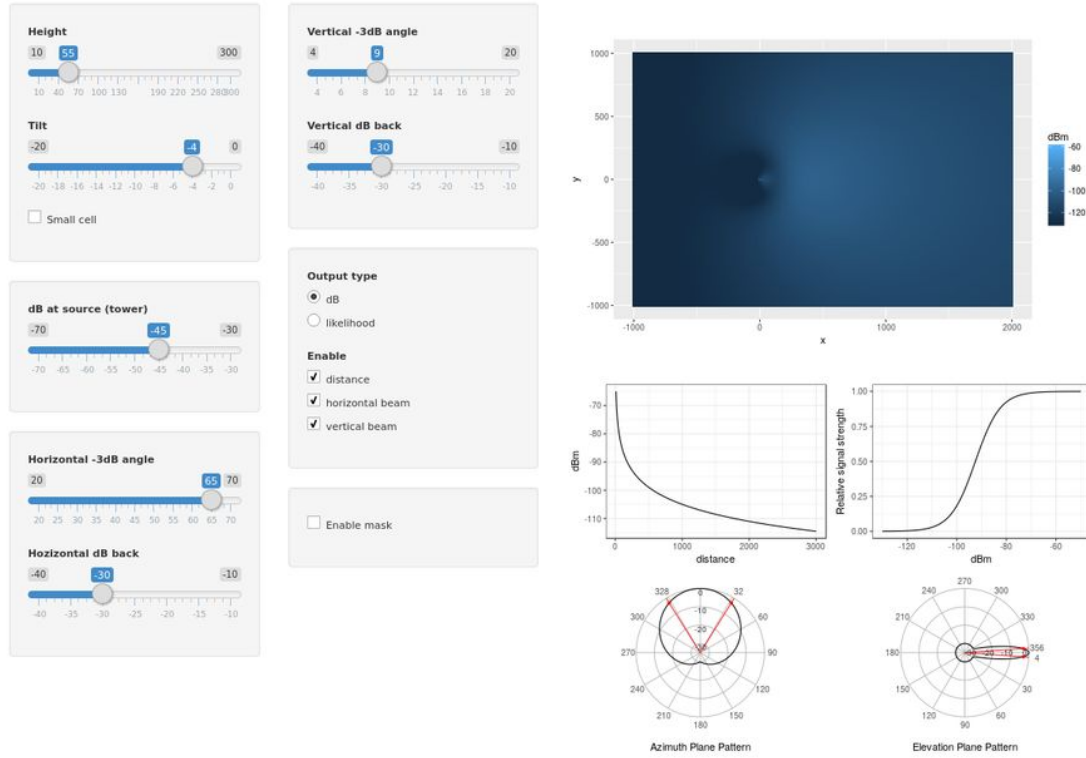 Height
10 55 300
10 40 70 100 130 190 220 250 280300
Tilt
-20 -4 0
-20 -18 -16 -14 -12 -10 -8 -6 -4 -2 0
Small cell
dB at source (tower)
-70 -45 -30
-70 -65 -60 -55 -50 -45 -40 -35 -30
Horizontal -3dB angle
20 65 70
20 25 30 35 40 45 50 55 60 65 70
Hozizontal dB back
-40 -30 -10
-40 -35 -30 -25 -20 -15 -10
Vertical -3dB angle
4 9 20
4 6 8 10 12 14 16 18 20
Vertical dB back
-40 -30 -10
-40 -35 -30 -25 -20 -15 -10
Output type
dB
likelihood
Enable
distance
horizontal beam
vertical beam
Enable mask
1000
500
0
-500
-1000
y
-1000 0 1000 2000
x
dBm
-60
-80
-100
-120
dBm
-70
-80
-90
-100
-110
0 1000 2000 3000
distance
Relative signal strength
1.00
0.75
0.50
0.25
0.00
-120 -100 -80 -60
dBm
328 0 32
300 -10 60
-20
270 90
240 120
210 150
180
Azimuth Plane Pattern
270
240 300
210 330
180 -20 -10 0 356
4
150 30
120 60
90
Elevation Plane Pattern